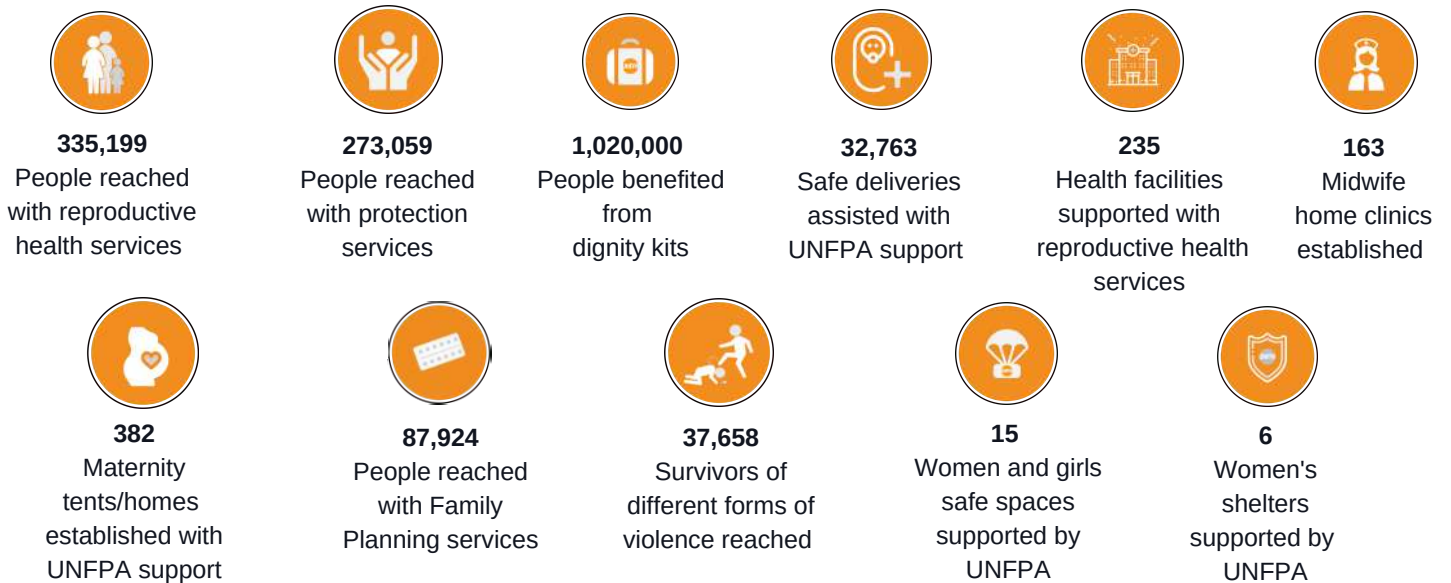 335,199
People reached
with reproductive
health services
273,059
People reached
with protection
services
1,020,000
People benefited
from
dignity kits
32,763
Safe deliveries
assisted with
UNFPA support
235
Health facilities
supported with
reproductive health
services
163
Midwife
home clinics
established
382
Maternity
tents/homes
established with
UNFPA support
87,924
People reached
with Family
Planning services
37,658
Survivors of
different forms of
violence reached
15
Women and girls
safe spaces
supported by
UNFPA
6
Women's
shelters
supported by
UNFPA